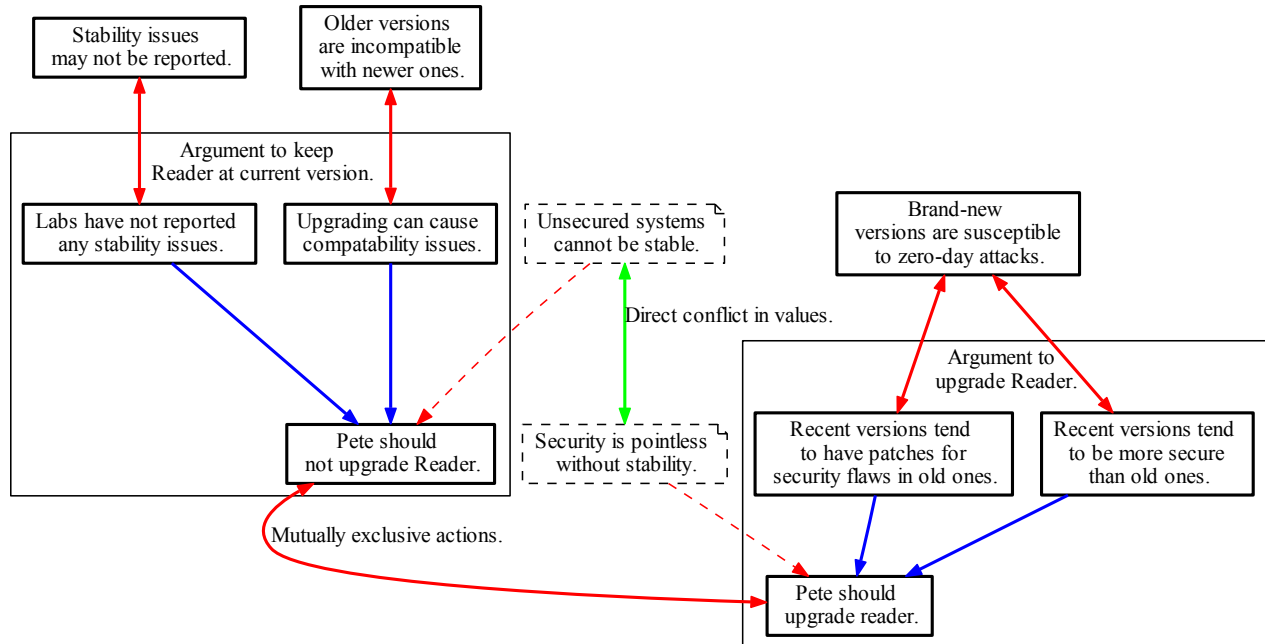 Stability issues
may not be reported.
Older versions
are incompatible
with newer ones.
Argument to keep
Reader at current version.
Labs have not reported
any stability issues.
Upgrading can cause
compatability issues.
Unsecured systems
cannot be stable.
Brand-new
versions are susceptible
to zero-day attacks.
Direct conflict in values.
Argument to
upgrade Reader.
Pete should
not upgrade Reader.
Security is pointless
without stability.
Recent versions tend
to have patches for
security flaws in old ones.
Recent versions tend
to be more secure
than old ones.
Mutually exclusive actions.
Pete should
upgrade reader.